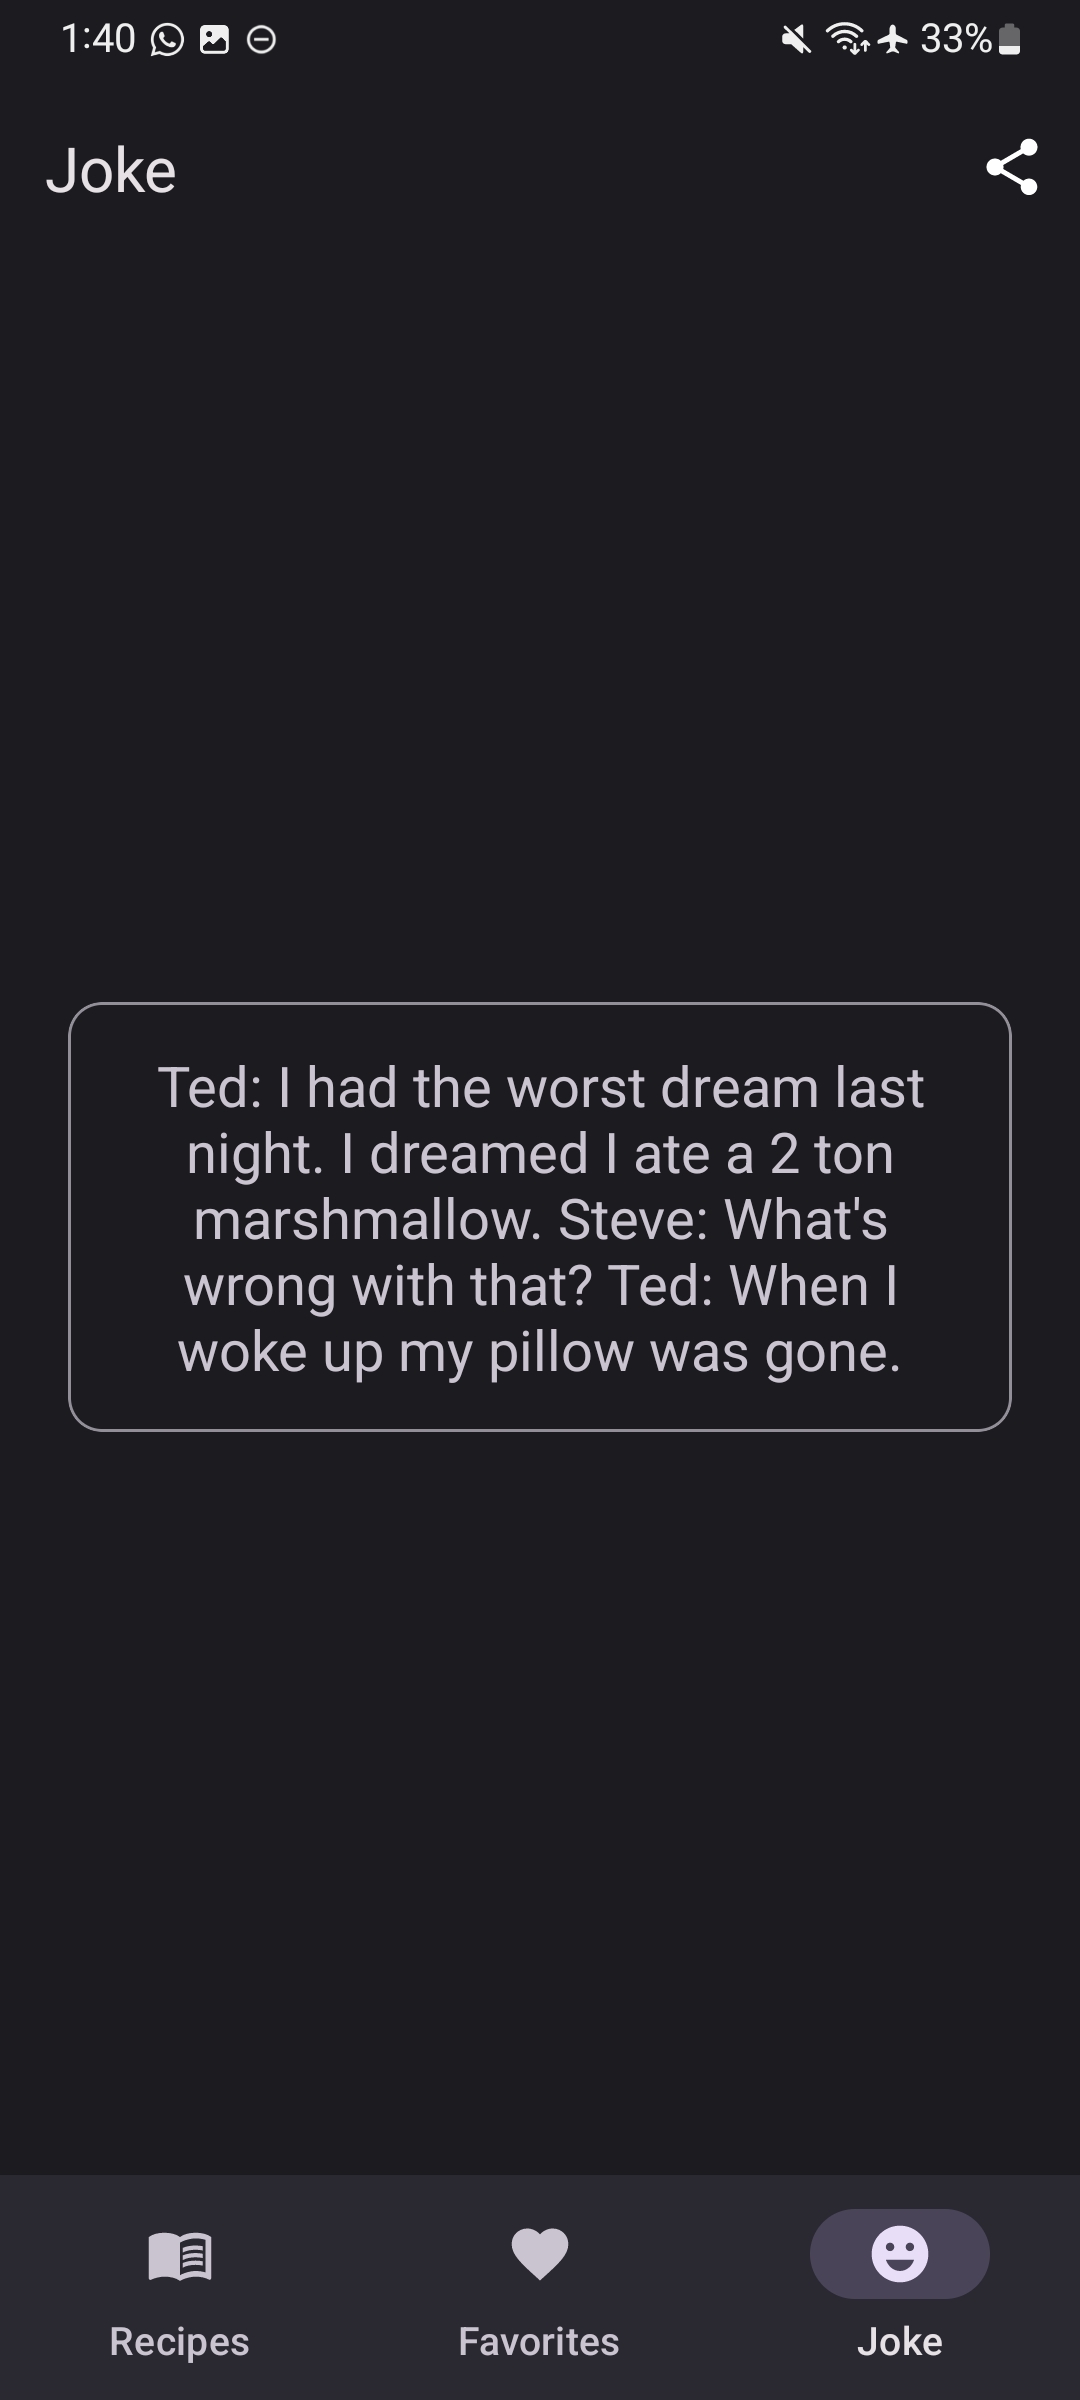 1:40
33%
Joke
Ted: I had the worst dream last
night. I dreamed I ate a 2 ton
marshmallow. Steve: What's
wrong with that? Ted: When I
woke up my pillow was gone.
Recipes
Favorites
Joke